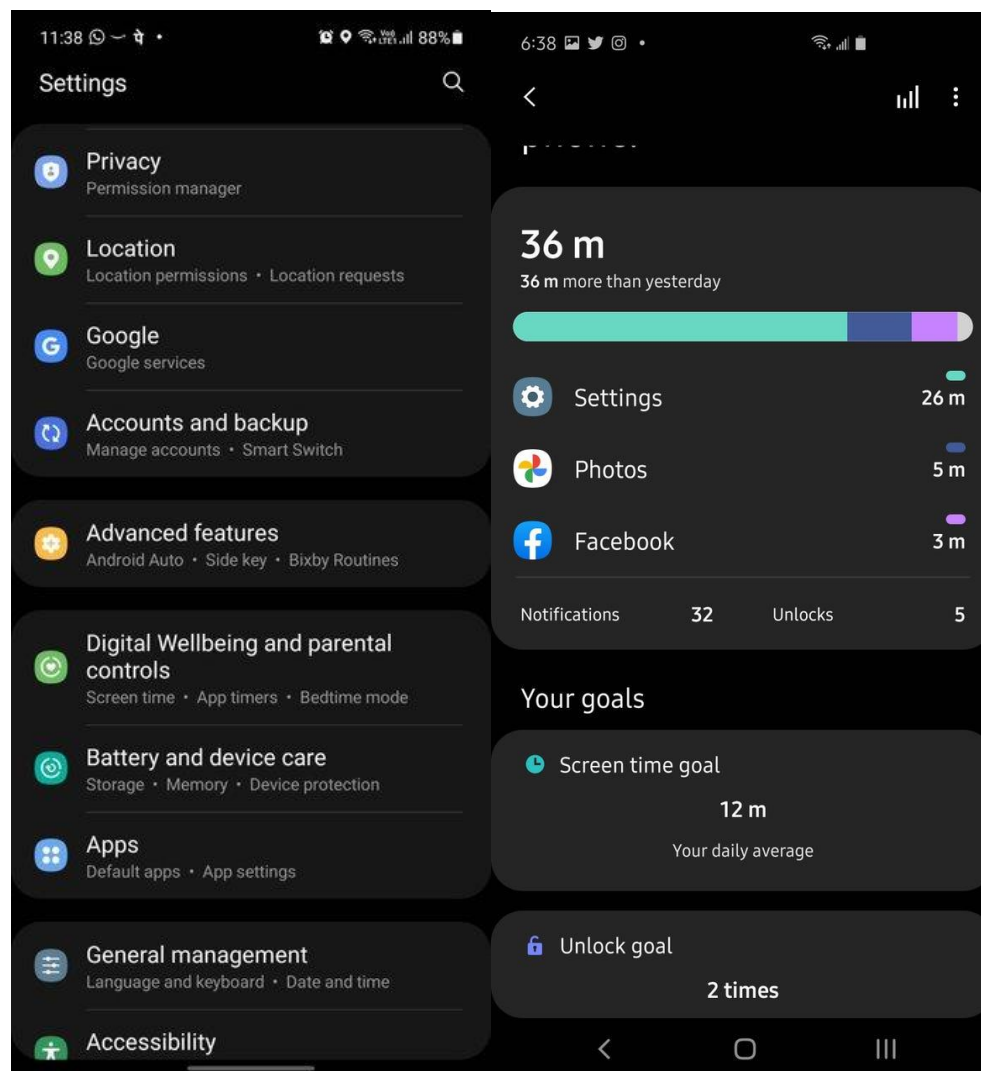 11:38 पे
88%
Settings
Privacy
Permission manager
Location
Location permissions • Location requests
Google
Google services
Accounts and backup
Manage accounts • Smart Switch
Advanced features
Android Auto • Side key • Bixby Routines
Digital Wellbeing and parental
controls
Screen time • App timers • Bedtime mode
Battery and device care
Storage • Memory • Device protection
Apps
Default apps • App settings
General management
Language and keyboard • Date and time
Accessibility
6:38
36 m
36 m more than yesterday
Settings 26 m
Photos 5 m
Facebook 3 m
Notifications 32 Unlocks 5
Your goals
Screen time goal
12 m
Your daily average
Unlock goal
2 times